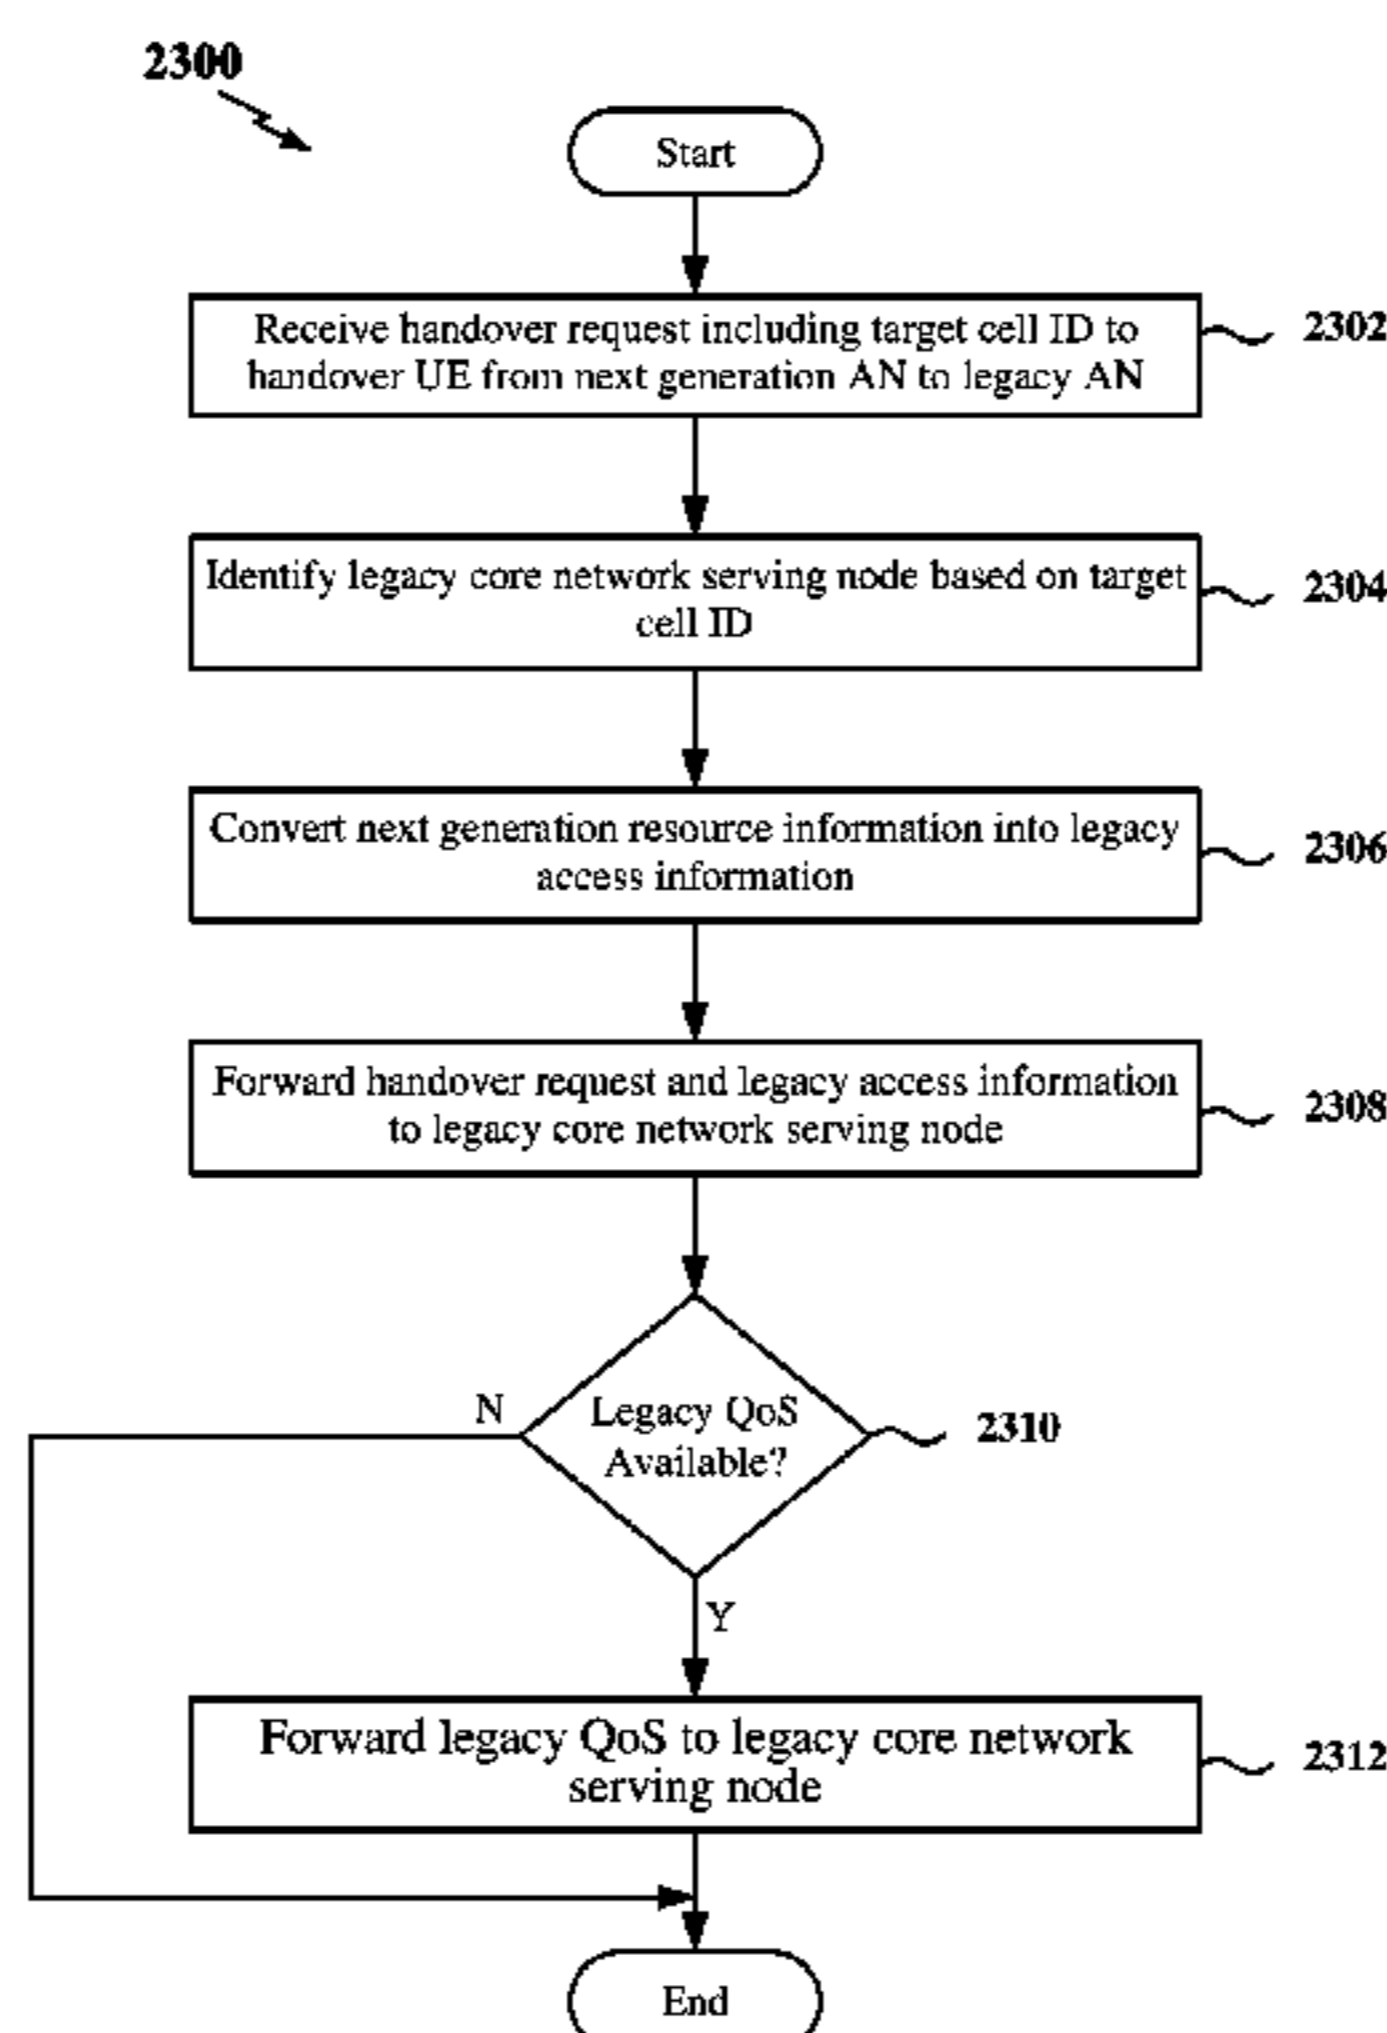 2300
Start
Receive handover request including target cell ID to
handover UE from next generation AN to legacy AN
2302
Identify legacy core network serving node based on target
cell ID
2304
Convert next generation resource information into legacy
access information
2306
Forward handover request and legacy access information
to legacy core network serving node
2308
N
Legacy QoS
Available?
2310
Y
Forward legacy QoS to legacy core network
serving node
2312
End